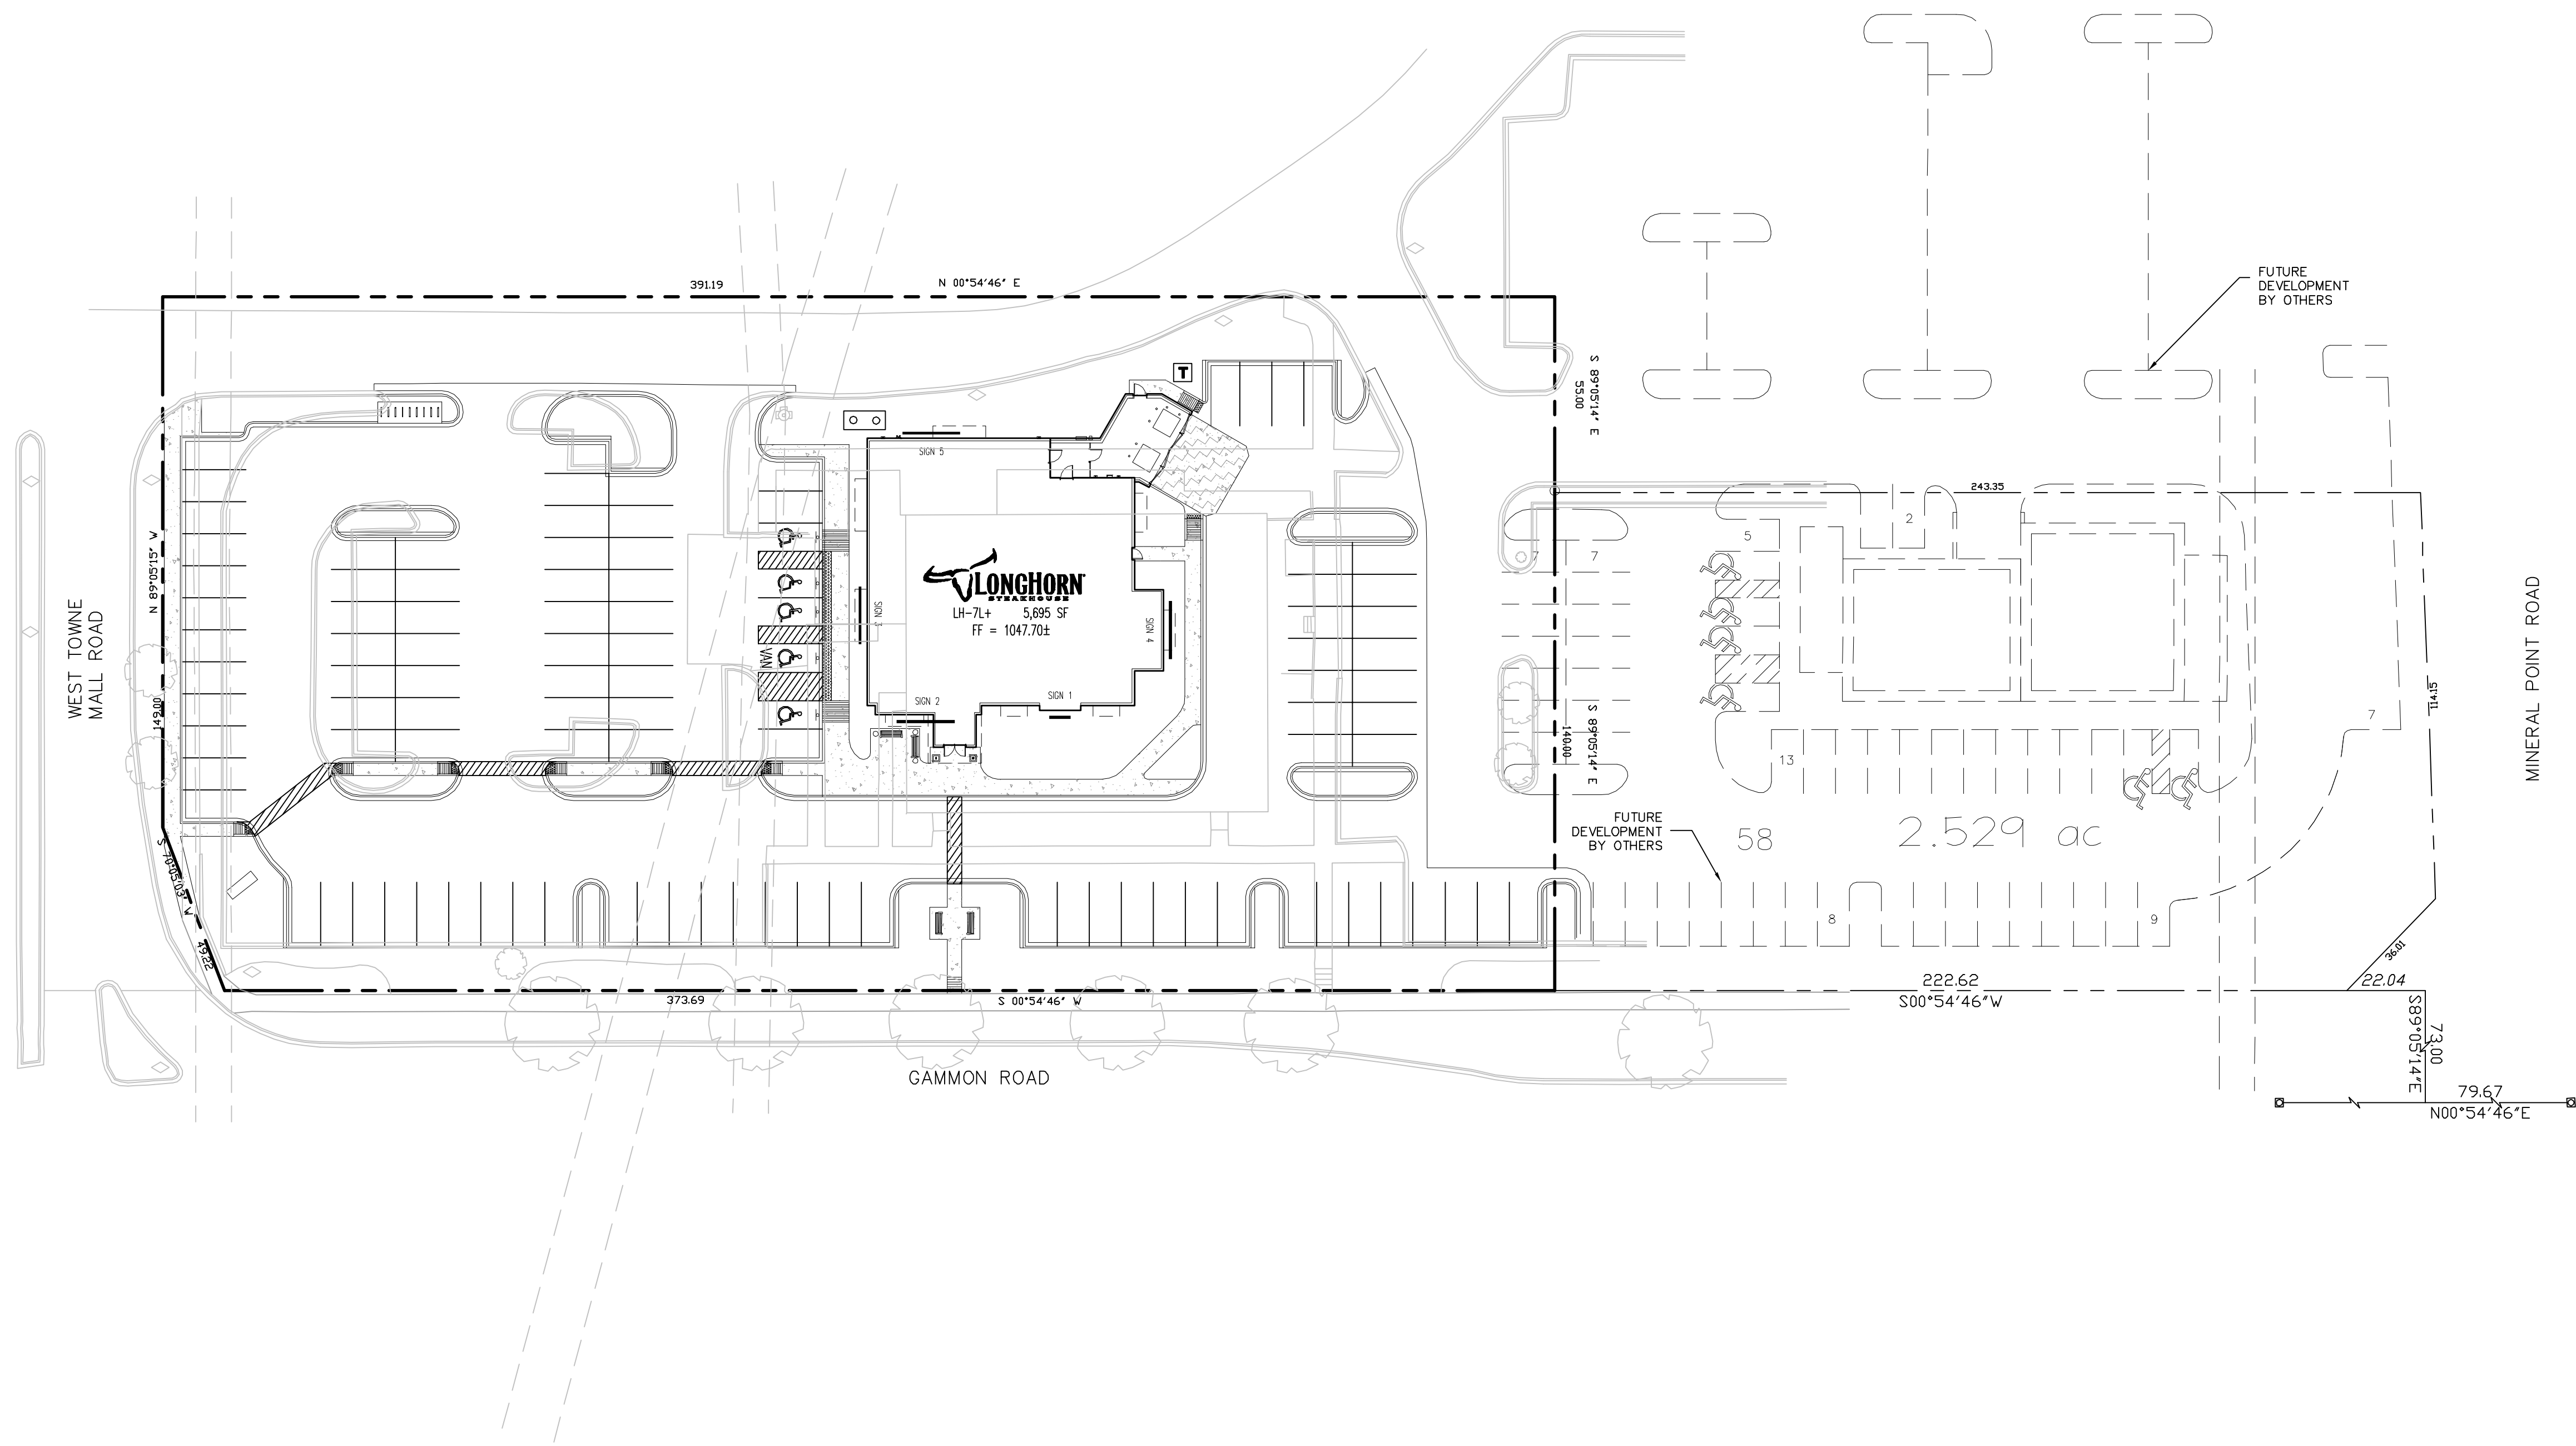 FUTURE
DEVELOPMENT
BY OTHERS
391.19
N 00°54'46" E
S 89°05'14" E
55.00
T
SIGN 5
243.35
2
5
7
7
N 89°05'15" W
149.00
WEST TOWNE
MALL ROAD
LONGHORN
STEAKHOUSE
LH-7L+ 5,695 SF
FF = 1047.70±
SIGN 3
SIGN 4
VAN
SIGN 2
SIGN 1
S 89°05'14" E
140.00
MINERAL POINT ROAD
114.15
7
13
FUTURE
DEVELOPMENT
BY OTHERS
58
2.529 ac
S 70°05'03" W
49.22
8
9
36.01
373.69
S 00°54'46" W
222.62
S00°54'46"W
22.04
S89°05'14"E
73.00
GAMMON ROAD
79.67
N00°54'46"E